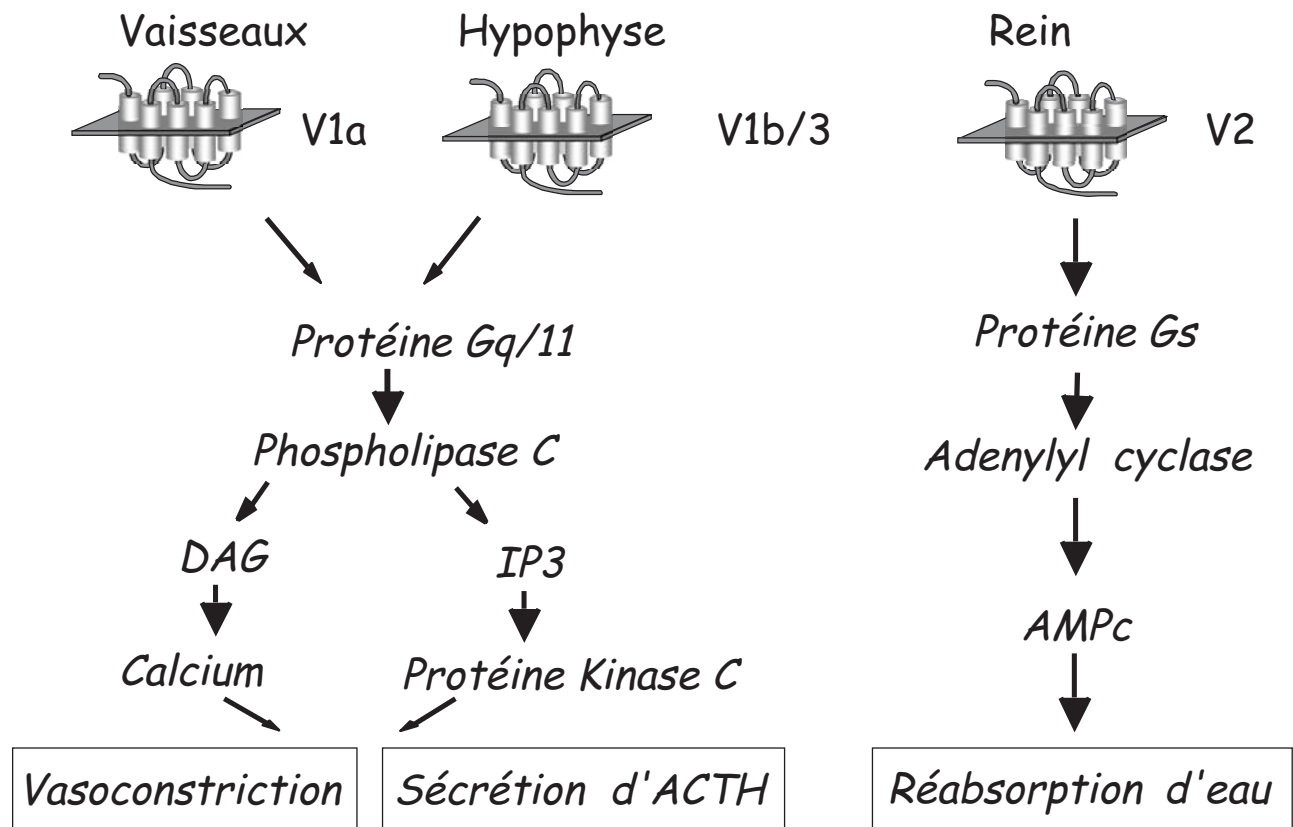 Vaisseaux Hypophyse Rein
V1a V1b/3 V2
Protéine Gq/11 Protéine Gs
Phospholipase C Adenylyl cyclase
DAG IP3
AMPc
Calcium Protéine Kinase C
Vasoconstriction Sécrétion d'ACTH Réabsorption d'eau